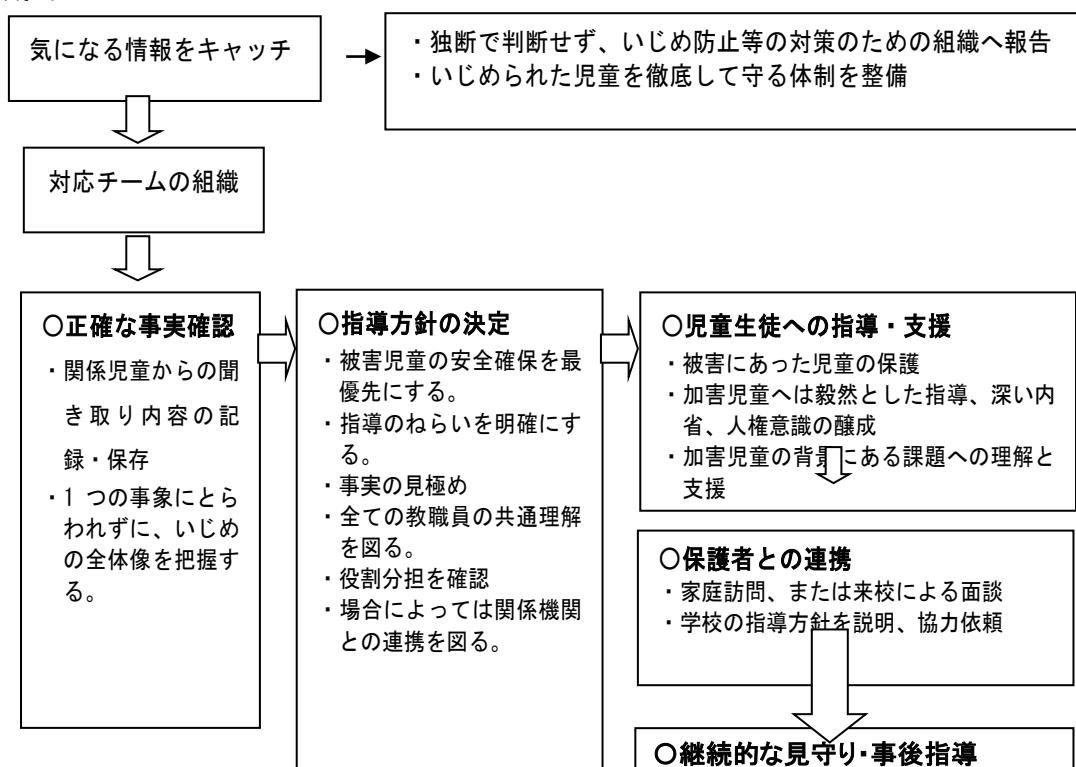 気になる情報をキャッチ
・独断で判断せず、いじめ防止等の対策のための組織へ報告
・いじめられた児童を徹底して守る体制を整備
対応チームの組織
○正確な事実確認
・関係児童からの聞
き取り内容の記
録・保存
・1 つの事象にとら
われずに、いじめ
の全体像を把握す
る。
○指導方針の決定
・被害児童の安全確保を最
優先にする。
・指導のねらいを明確にす
る。
・事実の見極め
・全ての教職員の共通理解
を図る。
・役割分担を確認
・場合によっては関係機関
との連携を図る。
○児童生徒への指導・支援
・被害にあった児童の保護
・加害児童へは毅然とした指導、深い内
省、人権意識の醸成
・加害児童の背景にある課題への理解と
支援
○保護者との連携
・家庭訪問、または来校による面談
・学校の指導方針を説明、協力依頼
○継続的な見守り・事後指導